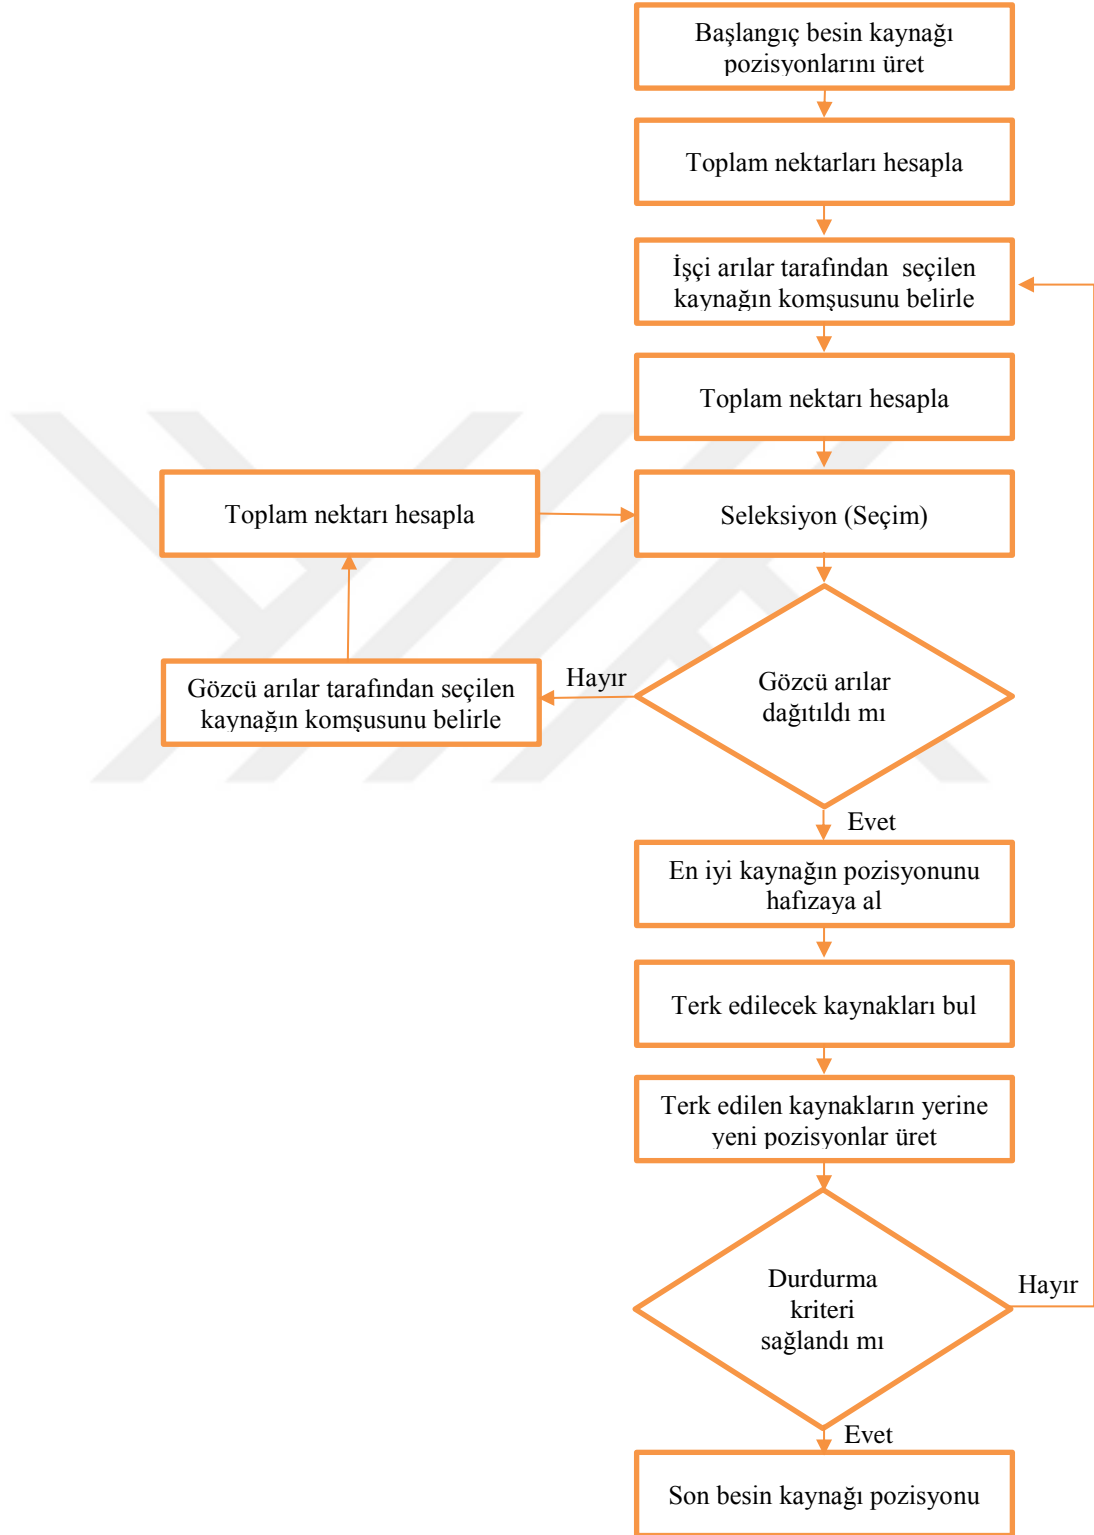 Başlangıç besin kaynağı
pozisyonlarını üret
Toplam nektarları hesapla
İşçi arılar tarafından  seçilen
kaynağın komşusunu belirle
Toplam nektarı hesapla
Toplam nektarı hesapla
Seleksiyon (Seçim)
Gözcü arılar tarafından seçilen
kaynağın komşusunu belirle
Hayır
Gözcü arılar
dağıtıldı mı
Evet
En iyi kaynağın pozisyonunu
hafızaya al
Terk edilecek kaynakları bul
Terk edilen kaynakların yerine
yeni pozisyonlar üret
Durdurma
kriteri
sağlandı mı
Hayır
Evet
Son besin kaynağı pozisyonu